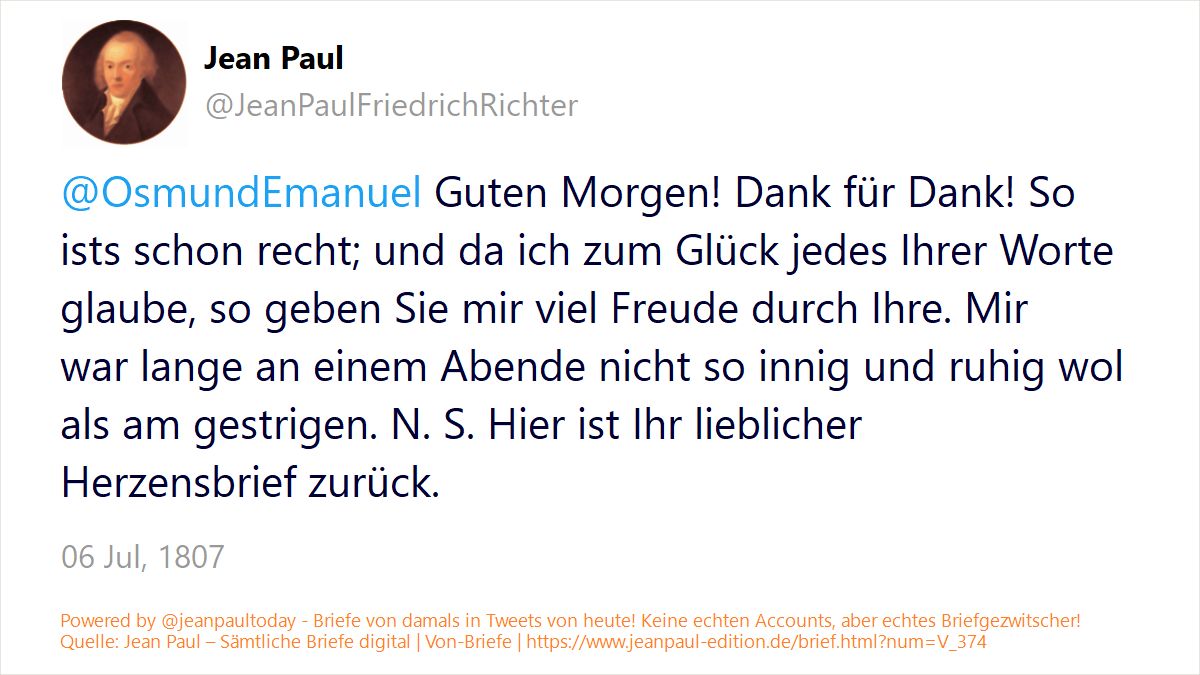 Jean Paul
@JeanPaulFriedrichRichter
@OsmundEmanuel Guten Morgen! Dank für Dank! So
ists schon recht; und da ich zum Glück jedes Ihrer Worte
glaube, so geben Sie mir viel Freude durch Ihre. Mir
war lange an einem Abende nicht so innig und ruhig wol
als am gestrigen. N. S. Hier ist Ihr lieblicher
Herzensbrief zurück.
06 Jul, 1807
Powered by @jeanpaultoday - Briefe von damals in Tweets von heute! Keine echten Accounts, aber echtes Briefgezwitscher!
Quelle: Jean Paul – Sämtliche Briefe digital | Von-Briefe | https://www.jeanpaul-edition.de/brief.html?num=V_374